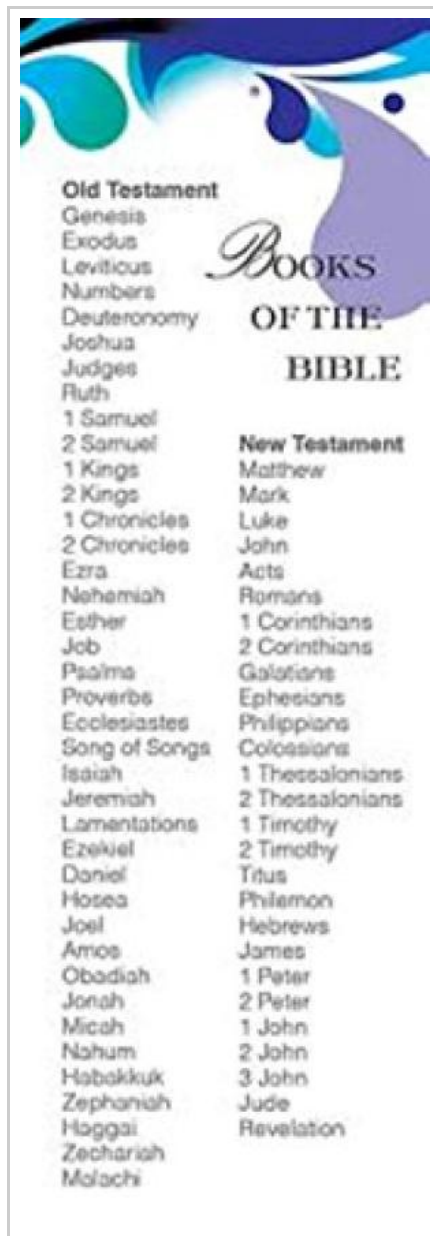 Books
of the
Bible
Old Testament
Genesis
Exodus
Leviticus
Numbers
Deuteronomy
Joshua
Judges
Ruth
1 Samuel
2 Samuel
1 Kings
2 Kings
1 Chronicles
2 Chronicles
Ezra
Nehemiah
Esther
Job
Psalms
Proverbs
Ecclesiastes
Song of Songs
Isaiah
Jeremiah
Lamentations
Ezekiel
Daniel
Hosea
Joel
Amos
Obadiah
Jonah
Micah
Nahum
Habakkuk
Zephaniah
Haggai
Zechariah
Malachi
New Testament
Matthew
Mark
Luke
John
Acts
Romans
1 Corinthians
2 Corinthians
Galatians
Ephesians
Philippians
Colossians
1 Thessalonians
2 Thessalonians
1 Timothy
2 Timothy
Titus
Philemon
Hebrews
James
1 Peter
2 Peter
1 John
2 John
3 John
Jude
Revelation